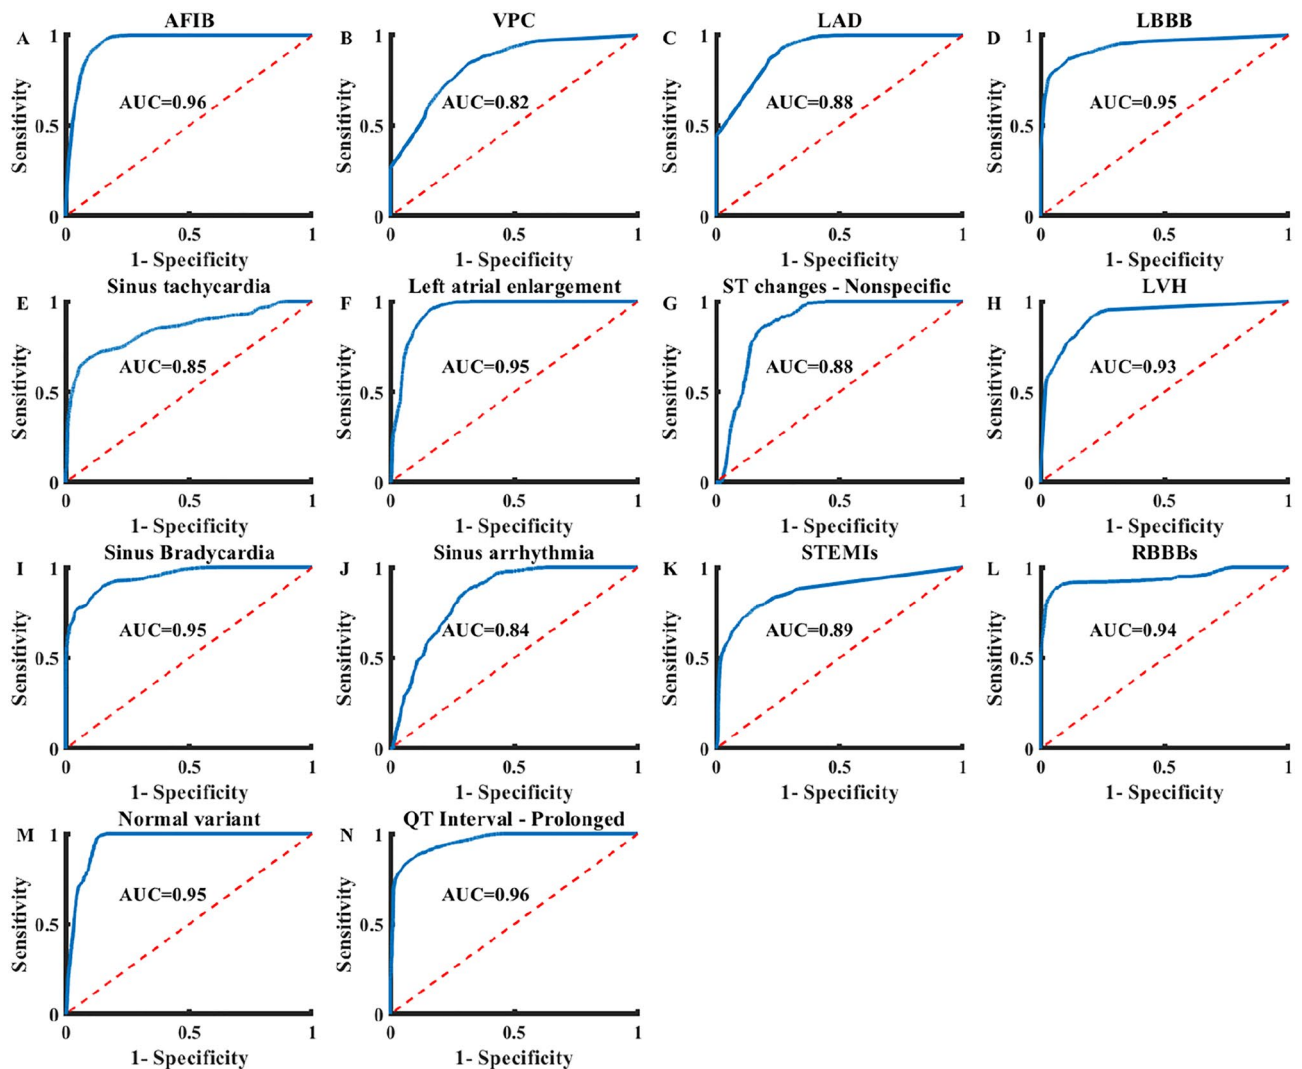 AFIB
A
1
Sensitivity
0.5
AUC=0.96
0
0
0.5
1
1- Specificity
VPC
B
1
Sensitivity
0.5
AUC=0.82
0
0
0.5
1
1- Specificity
LAD
C
1
Sensitivity
0.5
AUC=0.88
0
0
0.5
1
1- Specificity
LBBB
D
1
Sensitivity
0.5
AUC=0.95
0
0
0.5
1
1- Specificity
Sinus tachycardia
E
1
Sensitivity
0.5
AUC=0.85
0
0
0.5
1
1- Specificity
Left atrial enlargement
F
1
Sensitivity
0.5
AUC=0.95
0
0
0.5
1
1- Specificity
ST changes - Nonspecific
G
1
Sensitivity
0.5
AUC=0.88
0
0
0.5
1
1- Specificity
LVH
H
1
Sensitivity
0.5
AUC=0.93
0
0
0.5
1
1- Specificity
Sinus Bradycardia
I
1
Sensitivity
0.5
AUC=0.95
0
0
0.5
1
1- Specificity
Sinus arrhythmia
J
1
Sensitivity
0.5
AUC=0.84
0
0
0.5
1
1- Specificity
STEMIs
K
1
Sensitivity
0.5
AUC=0.89
0
0
0.5
1
1- Specificity
RBBBs
L
1
Sensitivity
0.5
AUC=0.94
0
0
0.5
1
1- Specificity
Normal variant
M
1
Sensitivity
0.5
AUC=0.95
0
0
0.5
1
1- Specificity
QT Interval - Prolonged
N
1
Sensitivity
0.5
AUC=0.96
0
0
0.5
1
1- Specificity